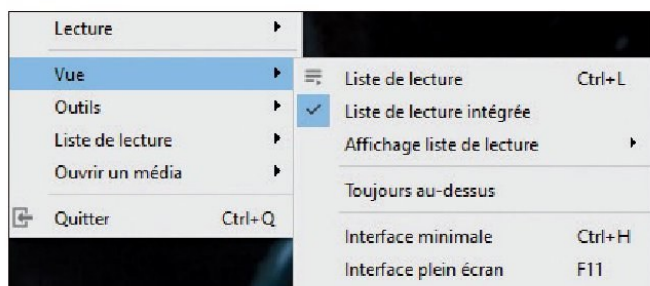 Lecture
Vue
Outils
Liste de lecture
Ouvrir un média
Quitter Ctrl+Q
Liste de lecture Ctrl+L
Liste de lecture intégrée
Affichage liste de lecture
Toujours au-dessus
Interface minimale Ctrl+H
Interface plein écran F11